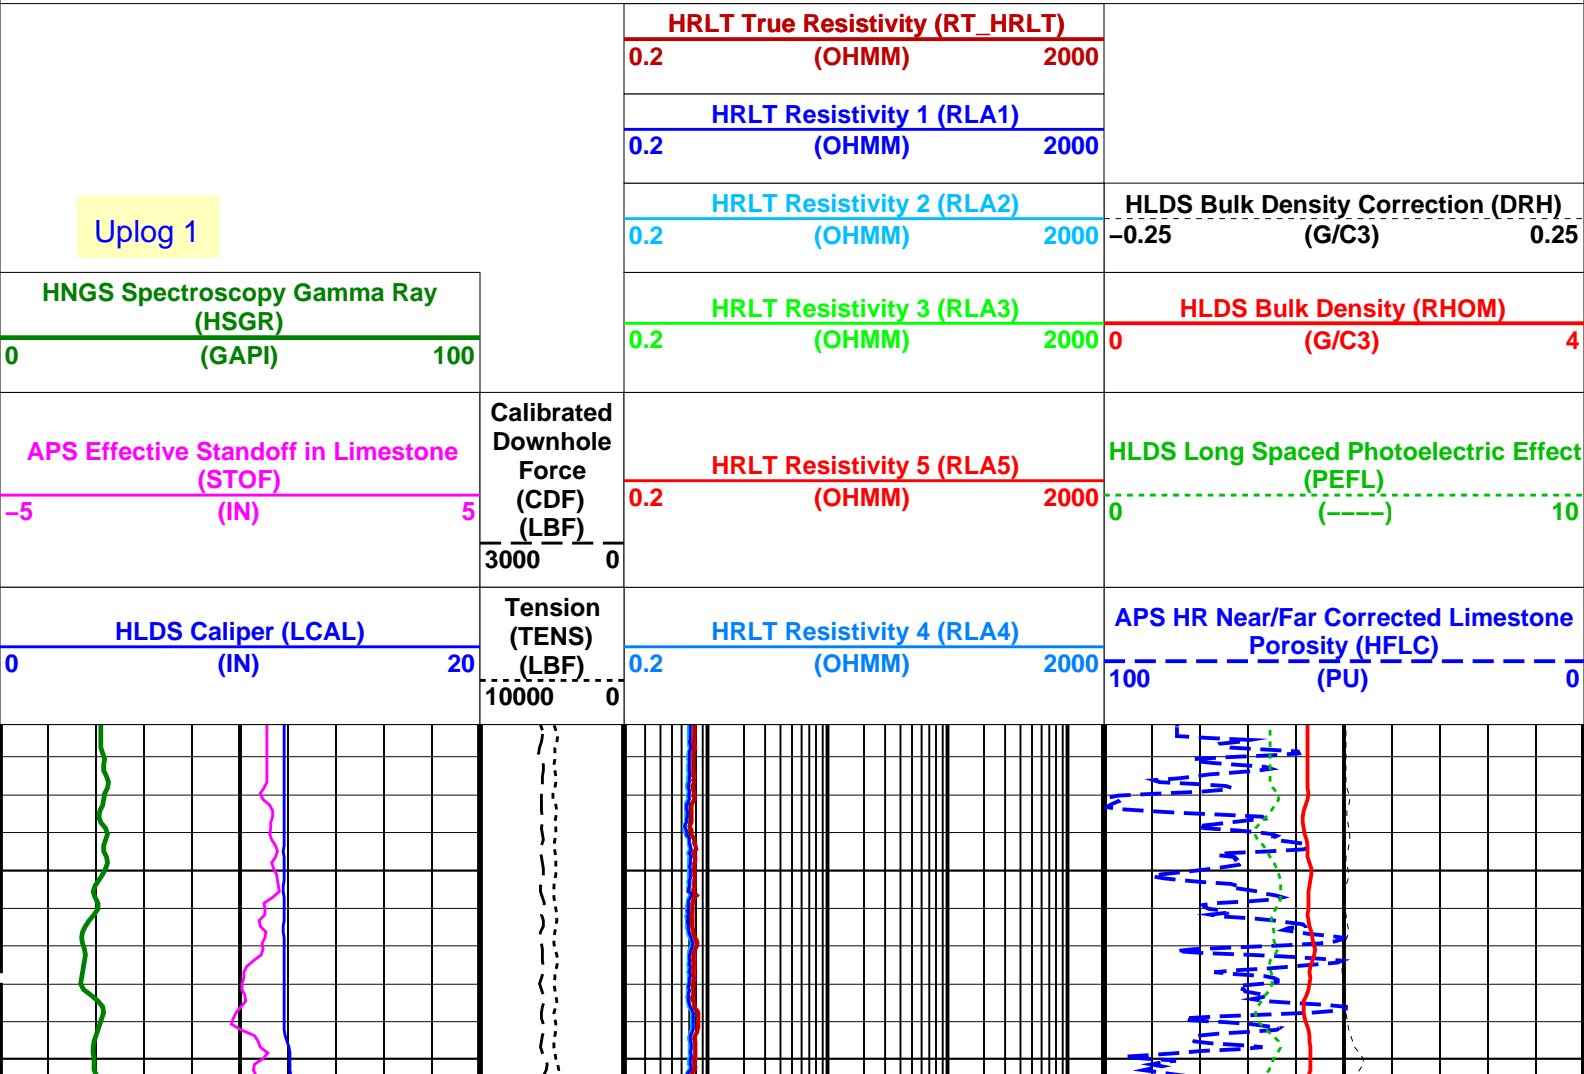 HRLT True Resistivity (RT_HRLT)
0.2 (OHMM) 2000
HRLT Resistivity 1 (RLA1)
0.2 (OHMM) 2000
Uplog 1
HRLT Resistivity 2 (RLA2)
0.2 (OHMM) 2000
HLDS Bulk Density Correction (DRH)
−0.25 (G/C3) 0.25
HNGS Spectroscopy Gamma Ray
(HSGR)
0 (GAPI) 100
HRLT Resistivity 3 (RLA3)
0.2 (OHMM) 2000
HLDS Bulk Density (RHOM)
0 (G/C3) 4
APS Effective Standoff in Limestone
(STOF)
−5 (IN) 5
Calibrated
Downhole
Force
(CDF)
(LBF)
3000 0
HRLT Resistivity 5 (RLA5)
0.2 (OHMM) 2000
HLDS Long Spaced Photoelectric Effect
(PEFL)
0 (−−−−) 10
HLDS Caliper (LCAL)
0 (IN) 20
Tension
(TENS)
(LBF)
10000 0
HRLT Resistivity 4 (RLA4)
0.2 (OHMM) 2000
APS HR Near/Far Corrected Limestone
Porosity (HFLC)
100 (PU) 0